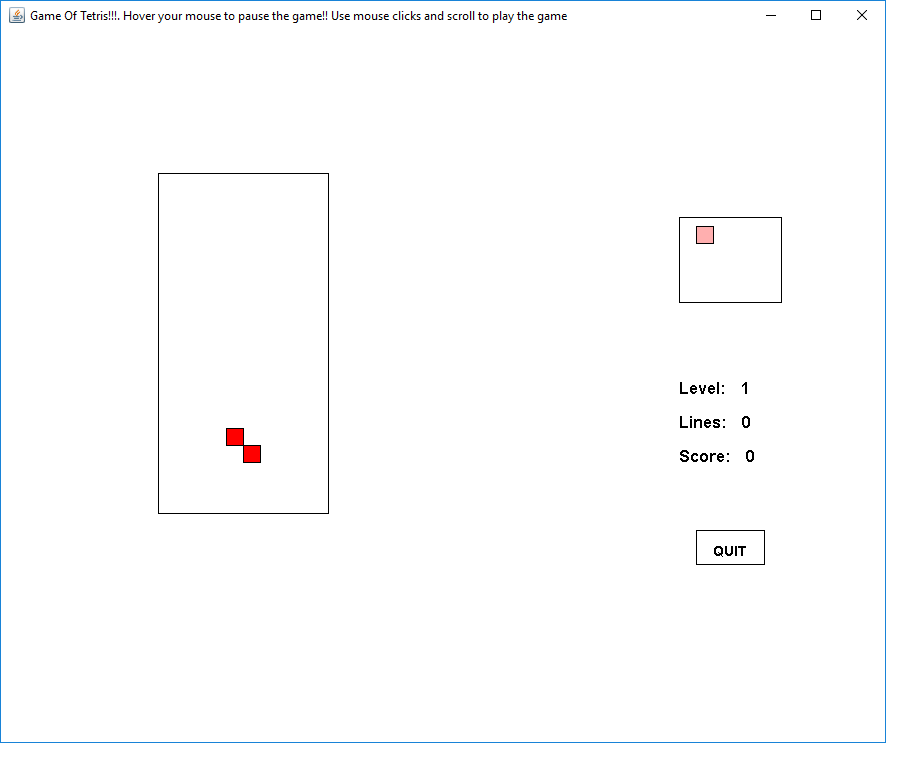 Game Of Tetris!!!. Hover your mouse to pause the game!! Use mouse clicks and scroll to play the game
Level: 1
Lines: 0
Score: 0
QUIT